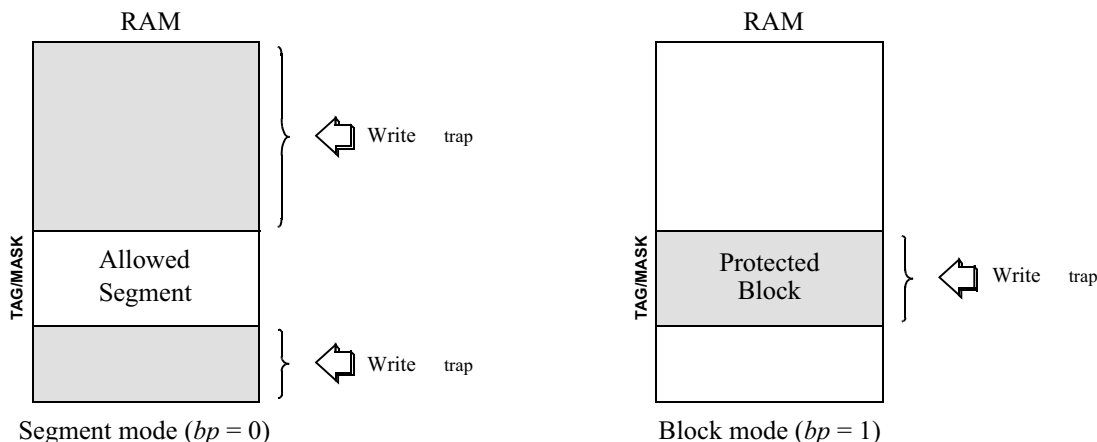 RAM
Write trap
TAG/MASK
Allowed
Segment
Write trap
Segment mode (bp = 0)
RAM
TAG/MASK
Protected
Block
Write trap
Block mode (bp = 1)